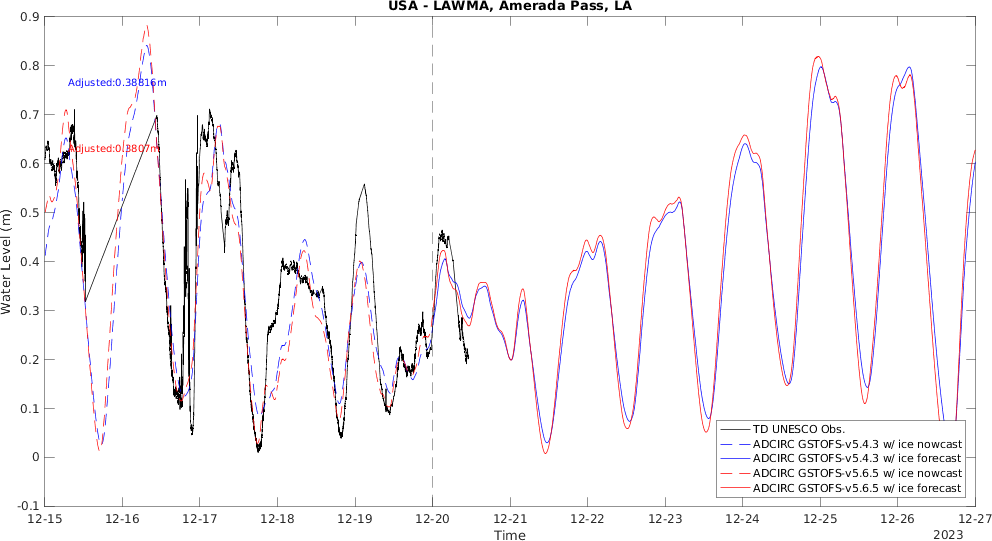 USA - LAWMA, Amerada Pass, LA
0.9
0.8
0.7
0.6
0.5
0.4
0.3
0.2
0.1
0
-0.1
Water Level (m)
Adjusted:0.38816m
Adjusted:0.3807m
TD UNESCO Obs.
ADCIRC GSTOFS-v5.4.3 w/ ice nowcast
ADCIRC GSTOFS-v5.4.3 w/ ice forecast
ADCIRC GSTOFS-v5.6.5 w/ ice nowcast
ADCIRC GSTOFS-v5.6.5 w/ ice forecast
12-15 12-16 12-17 12-18 12-19 12-20 12-21 12-22 12-23 12-24 12-25 12-26 12-27
Time
2023